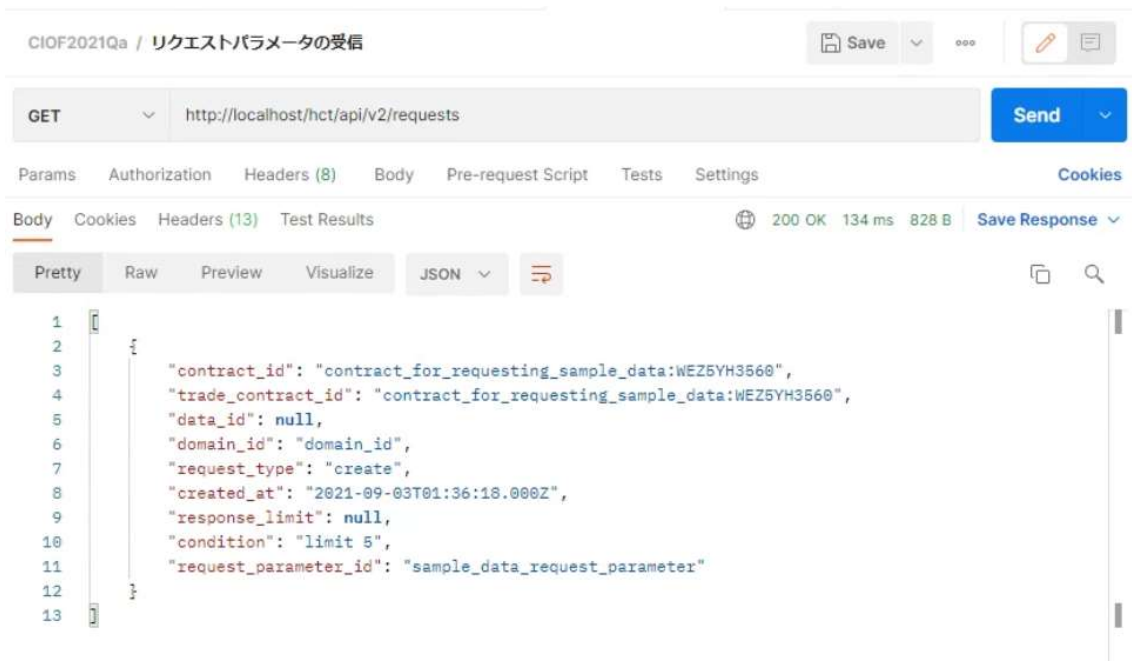 CIOF2021Qa / リクエストパラメータの受信 Save ooo
GET http://localhost/hct/api/v2/requests Send
Params Authorization Headers (8) Body Pre-request Script Tests Settings Cookies
Body Cookies Headers (13) Test Results 200 OK 134 ms 828 B Save Response
Pretty Raw Preview Visualize JSON
1 [
2 {
3 "contract_id": "contract_for_requesting_sample_data:WEZ5YH3560",
4 "trade_contract_id": "contract_for_requesting_sample_data:WEZ5YH3560",
5 "data_id": null,
6 "domain_id": "domain_id",
7 "request_type": "create",
8 "created_at": "2021-09-03T01:36:18.000Z",
9 "response_limit": null,
10 "condition": "limit 5",
11 "request_parameter_id": "sample_data_request_parameter"
12 }
13 ]